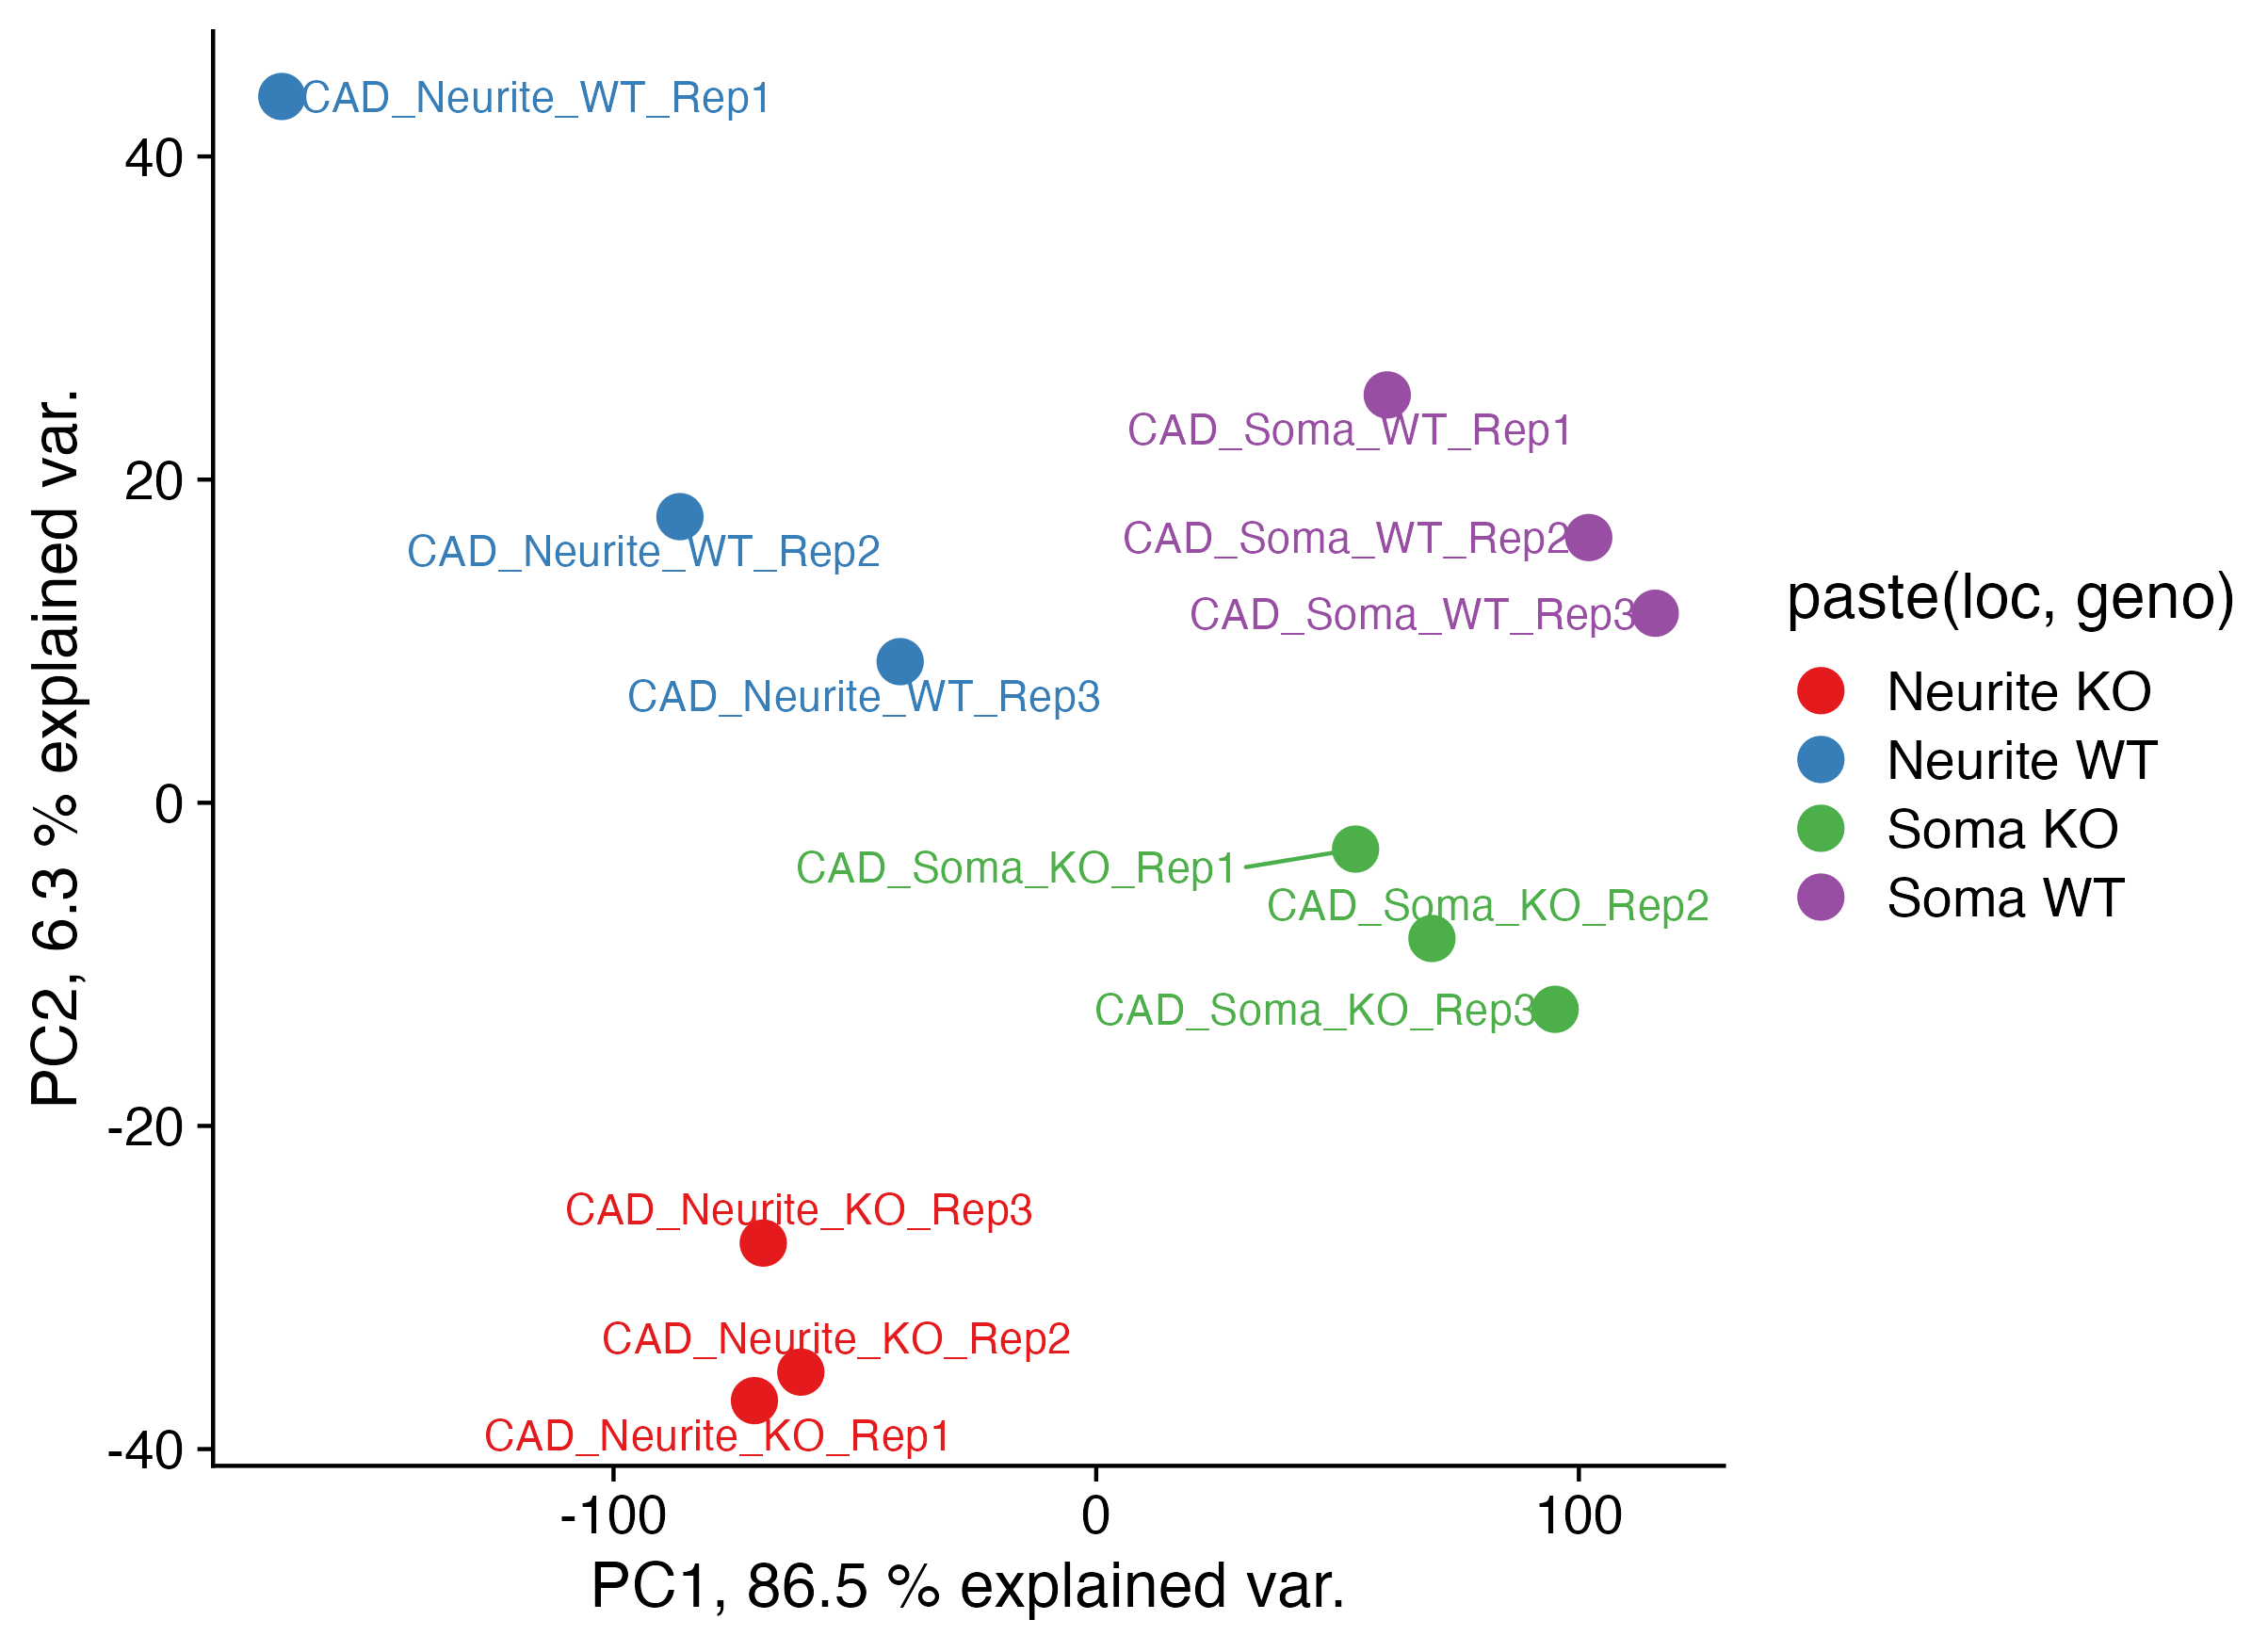 CAD_Neurite_WT_Rep1
40
CAD_Soma_WT_Rep1
20
CAD_Neurite_WT_Rep2
CAD_Soma_WT_Rep2
CAD_Soma_WT_Rep3
CAD_Neurite_WT_Rep3
0
CAD_Soma_KO_Rep1
CAD_Soma_KO_Rep2
CAD_Soma_KO_Rep3
-20
CAD_Neurite_KO_Rep3
CAD_Neurite_KO_Rep2
CAD_Neurite_KO_Rep1
-40
-100 0 100
PC1, 86.5 % explained var.
PC2, 6.3 % explained var.
paste(loc, geno)
Neurite KO
Neurite WT
Soma KO
Soma WT